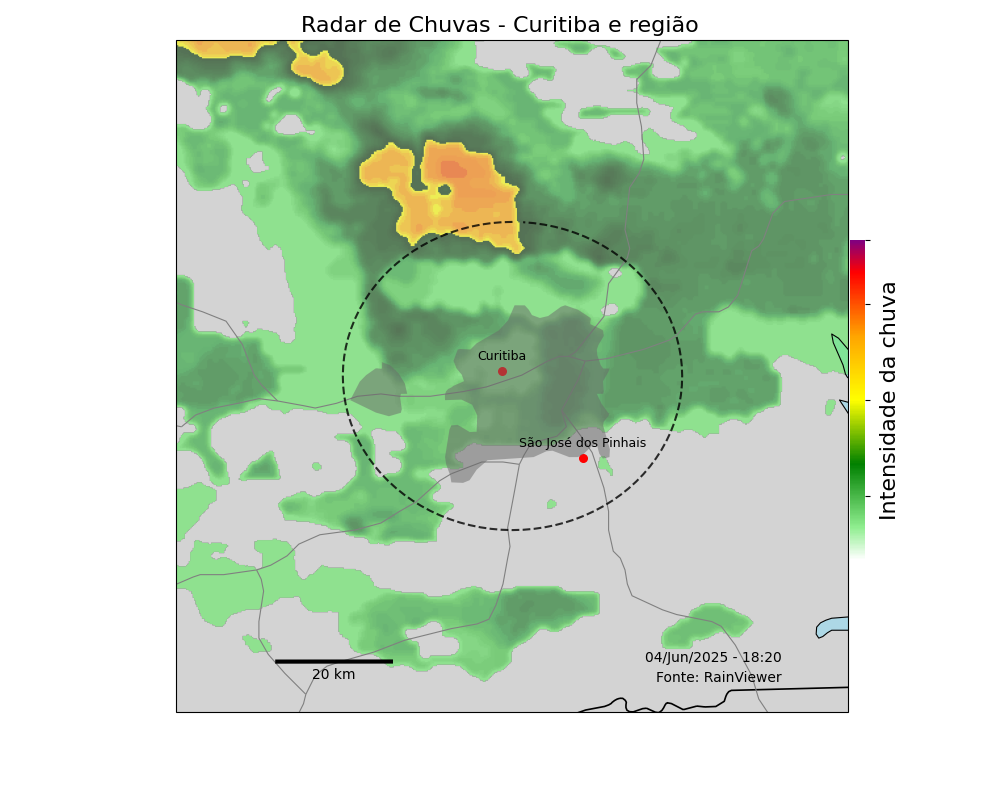 Radar de Chuvas - Curitiba e região
Curitiba
São José dos Pinhais
Intensidade da chuva
04/Jun/2025 - 18:20
Fonte: RainViewer
20 km